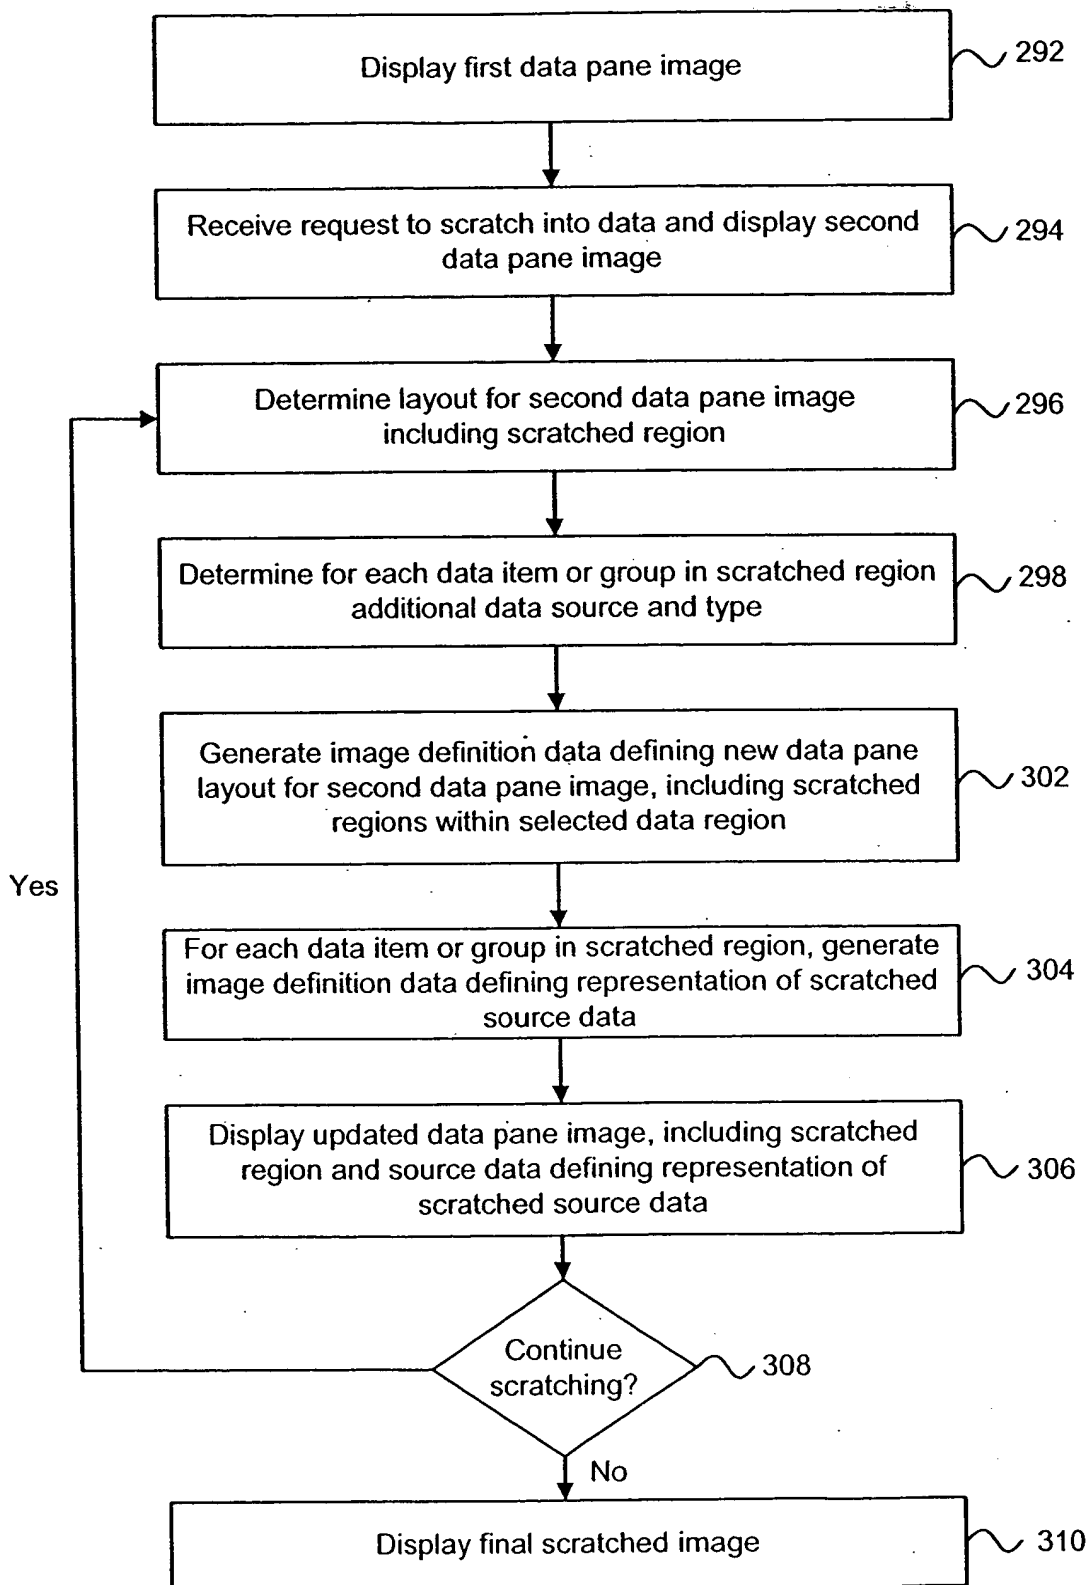 Display first data pane image
292
Receive request to scratch into data and display second
data pane image
294
Determine layout for second data pane image
including scratched region
296
Determine for each data item or group in scratched region
additional data source and type
298
Generate image definition data defining new data pane
layout for second data pane image, including scratched
regions within selected data region
302
Yes
For each data item or group in scratched region, generate
image definition data defining representation of scratched
source data
304
Display updated data pane image, including scratched
region and source data defining representation of
scratched source data
306
Continue
scratching?
308
No
Display final scratched image
310